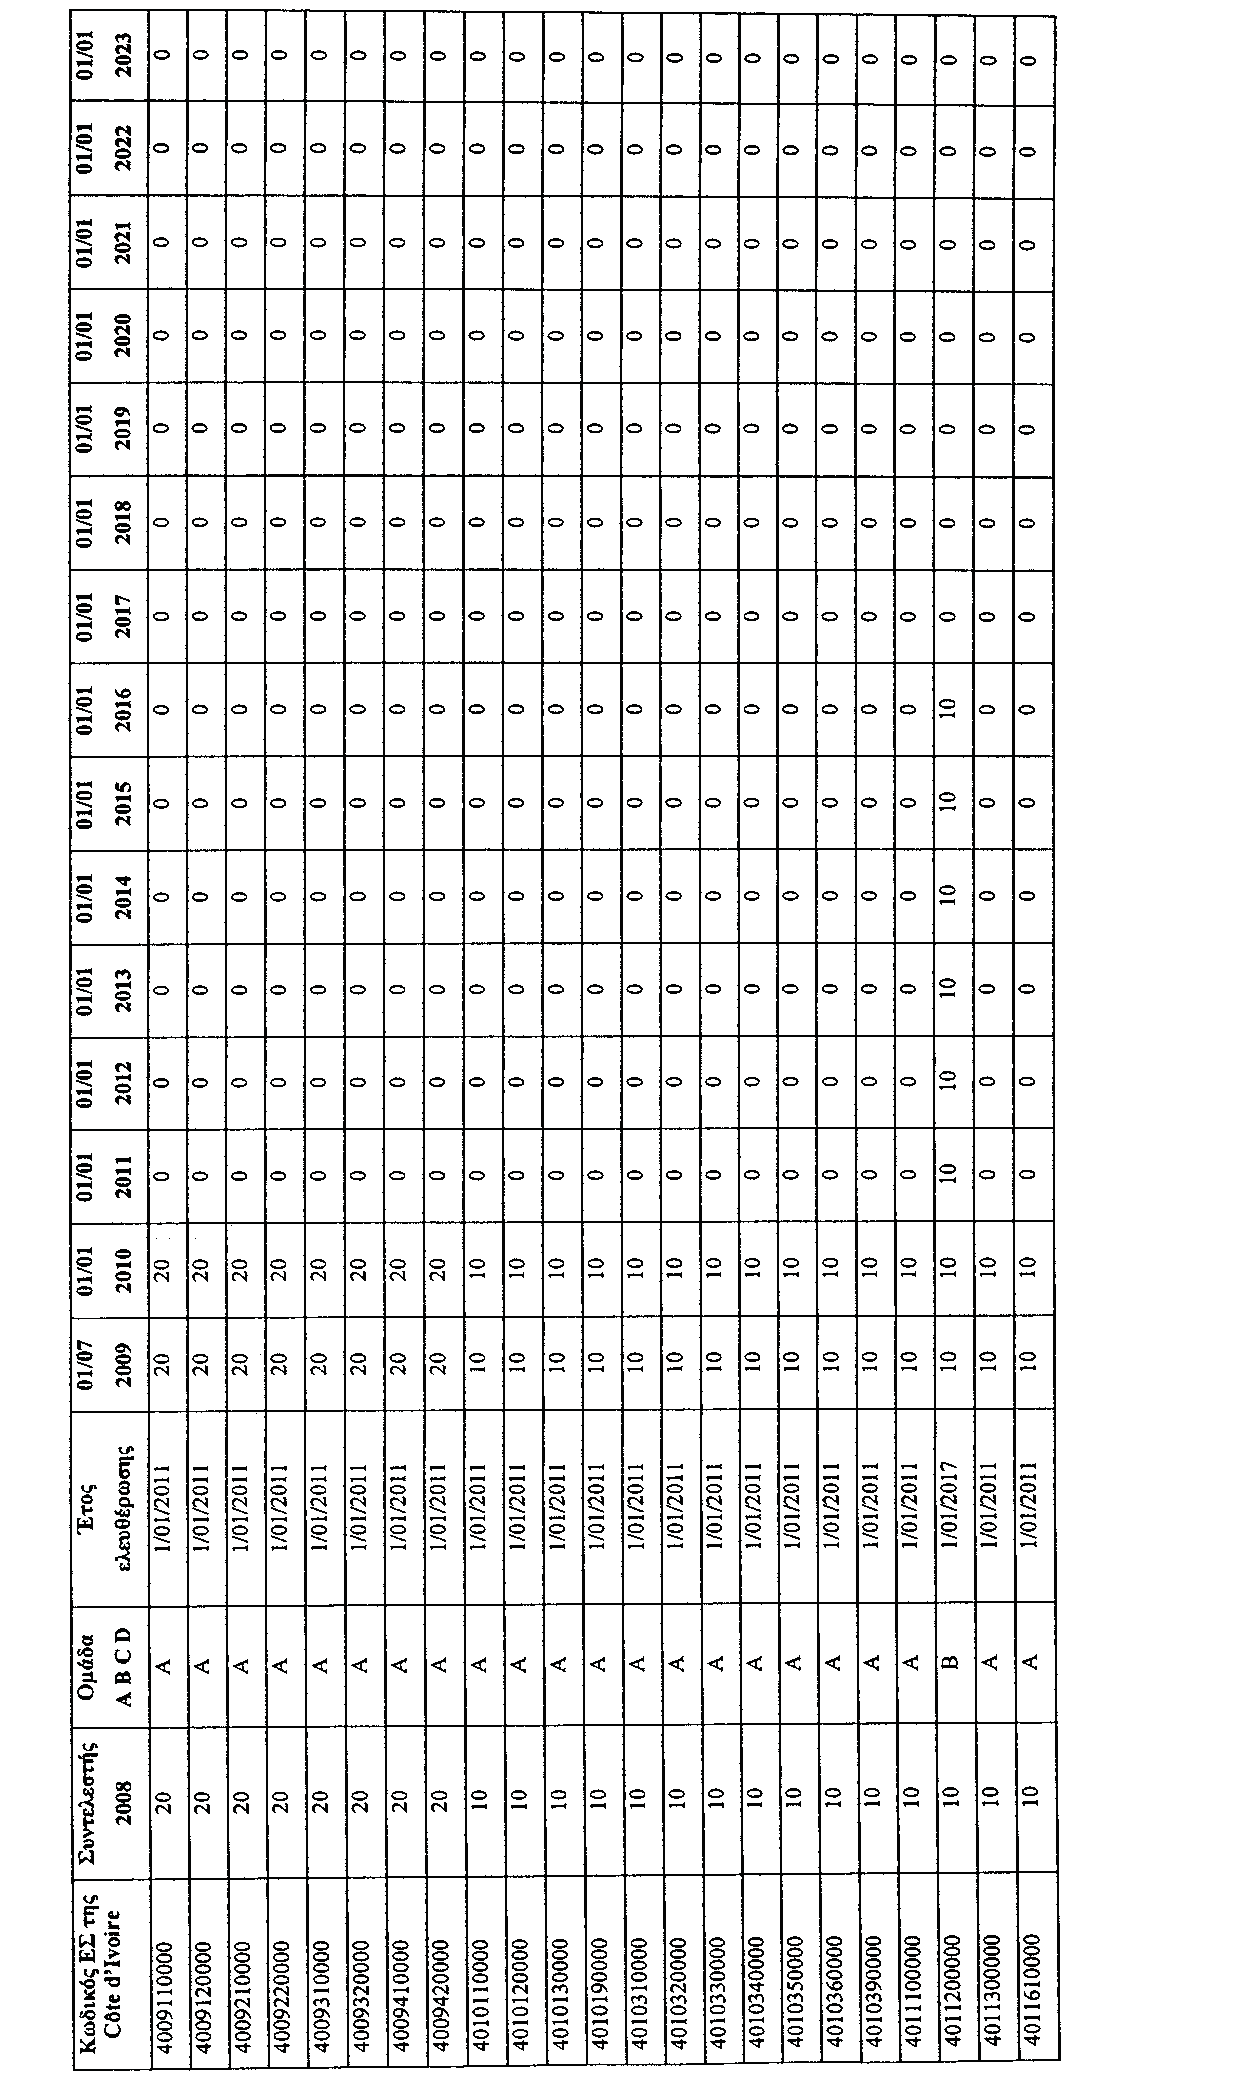 Κωδικός ΕΣ της Côte d'Ivoire Συντελεστής 2008 Ομάδα A B C D Έτος ελευθέρωσης 01/07 2009 01/01 2010 01/01 2011 01/01 2012 01/01 2013 01/01 2014 01/01 2015 01/01 2016 01/01 2017 01/01 2018 01/01 2019 01/01 2020 01/01 2021 01/01 2022 01/01 2023
4009110000 20 A 1/01/2011 20 20 0 0 0 0 0 0 0 0 0 0 0 0 0
4009120000 20 A 1/01/2011 20 20 0 0 0 0 0 0 0 0 0 0 0 0 0
4009210000 20 A 1/01/2011 20 20 0 0 0 0 0 0 0 0 0 0 0 0 0
4009220000 20 A 1/01/2011 20 20 0 0 0 0 0 0 0 0 0 0 0 0 0
4009310000 20 A 1/01/2011 20 20 0 0 0 0 0 0 0 0 0 0 0 0 0
4009320000 20 A 1/01/2011 20 20 0 0 0 0 0 0 0 0 0 0 0 0 0
4009410000 20 A 1/01/2011 20 20 0 0 0 0 0 0 0 0 0 0 0 0 0
4009420000 20 A 1/01/2011 20 20 0 0 0 0 0 0 0 0 0 0 0 0 0
4010110000 10 A 1/01/2011 10 10 0 0 0 0 0 0 0 0 0 0 0 0 0
4010120000 10 A 1/01/2011 10 10 0 0 0 0 0 0 0 0 0 0 0 0 0
4010130000 10 A 1/01/2011 10 10 0 0 0 0 0 0 0 0 0 0 0 0 0
4010190000 10 A 1/01/2011 10 10 0 0 0 0 0 0 0 0 0 0 0 0 0
4010310000 10 A 1/01/2011 10 10 0 0 0 0 0 0 0 0 0 0 0 0 0
4010320000 10 A 1/01/2011 10 10 0 0 0 0 0 0 0 0 0 0 0 0 0
4010330000 10 A 1/01/2011 10 10 0 0 0 0 0 0 0 0 0 0 0 0 0
4010340000 10 A 1/01/2011 10 10 0 0 0 0 0 0 0 0 0 0 0 0 0
4010350000 10 A 1/01/2011 10 10 0 0 0 0 0 0 0 0 0 0 0 0 0
4010360000 10 A 1/01/2011 10 10 0 0 0 0 0 0 0 0 0 0 0 0 0
4010390000 10 A 1/01/2011 10 10 0 0 0 0 0 0 0 0 0 0 0 0 0
4011100000 10 A 1/01/2011 10 10 0 0 0 0 0 0 0 0 0 0 0 0 0
4011200000 10 B 1/01/2017 10 10 10 10 10 10 10 10 0 0 0 0 0 0 0
4011300000 10 A 1/01/2011 10 10 0 0 0 0 0 0 0 0 0 0 0 0 0
4011610000 10 A 1/01/2011 10 10 0 0 0 0 0 0 0 0 0 0 0 0 0